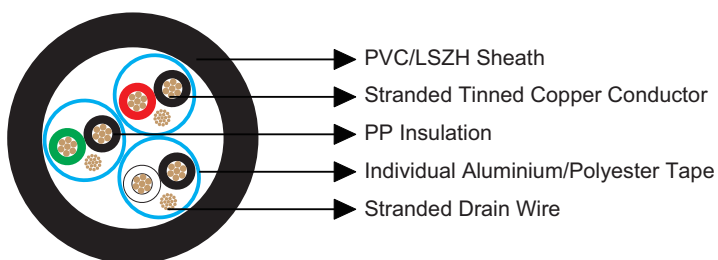 PVC/LSZH Sheath
Stranded Tinned Copper Conductor
PP Insulation
Individual Aluminium/Polyester Tape
Stranded Drain Wire